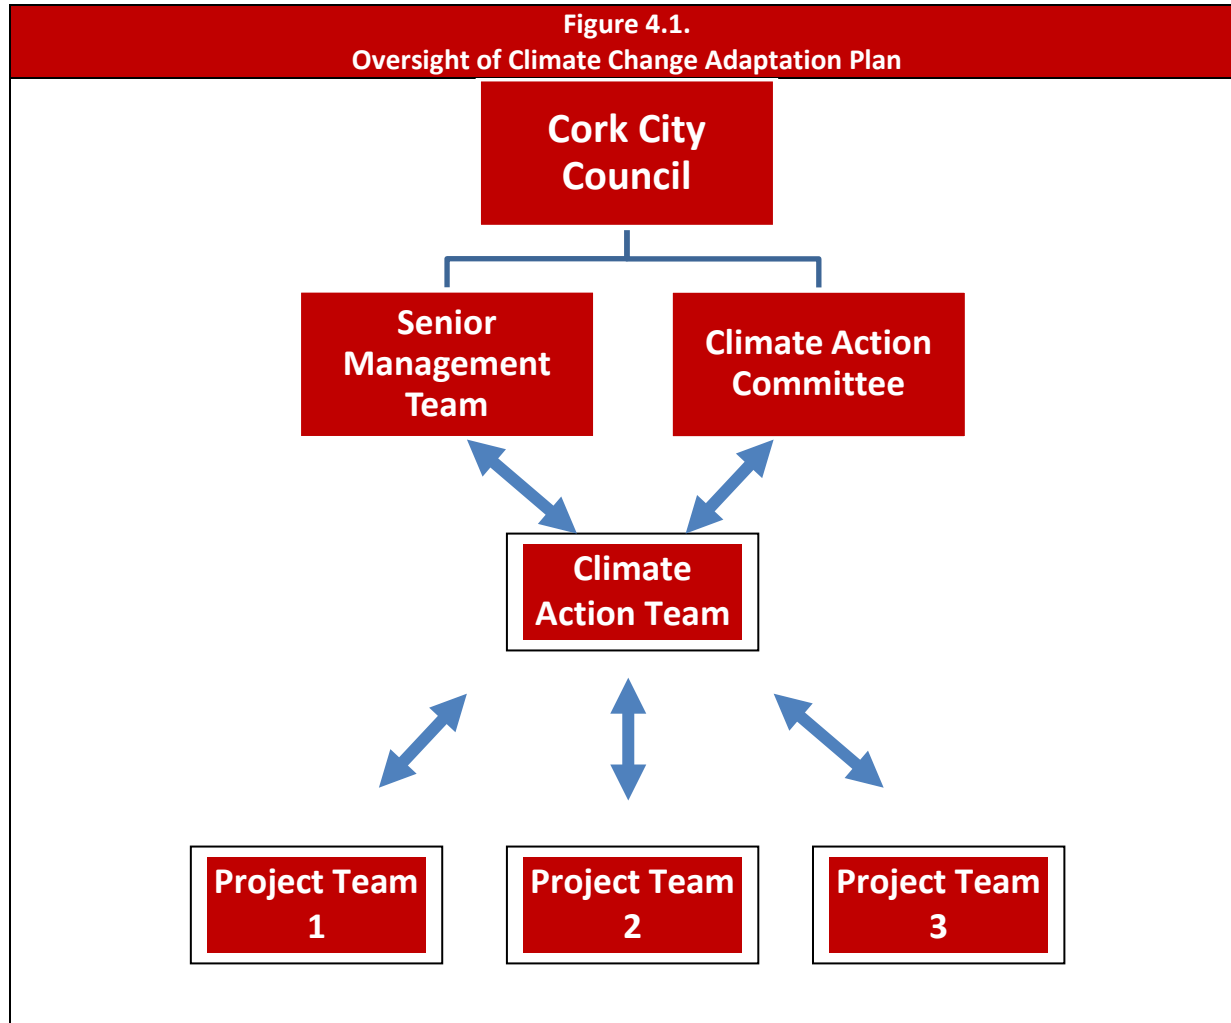 Figure 4.1.
Oversight of Climate Change Adaptation Plan
Cork City
Council
Senior
Management
Team
Climate Action
Committee
Climate
Action Team
Project Team
1
Project Team
2
Project Team
3